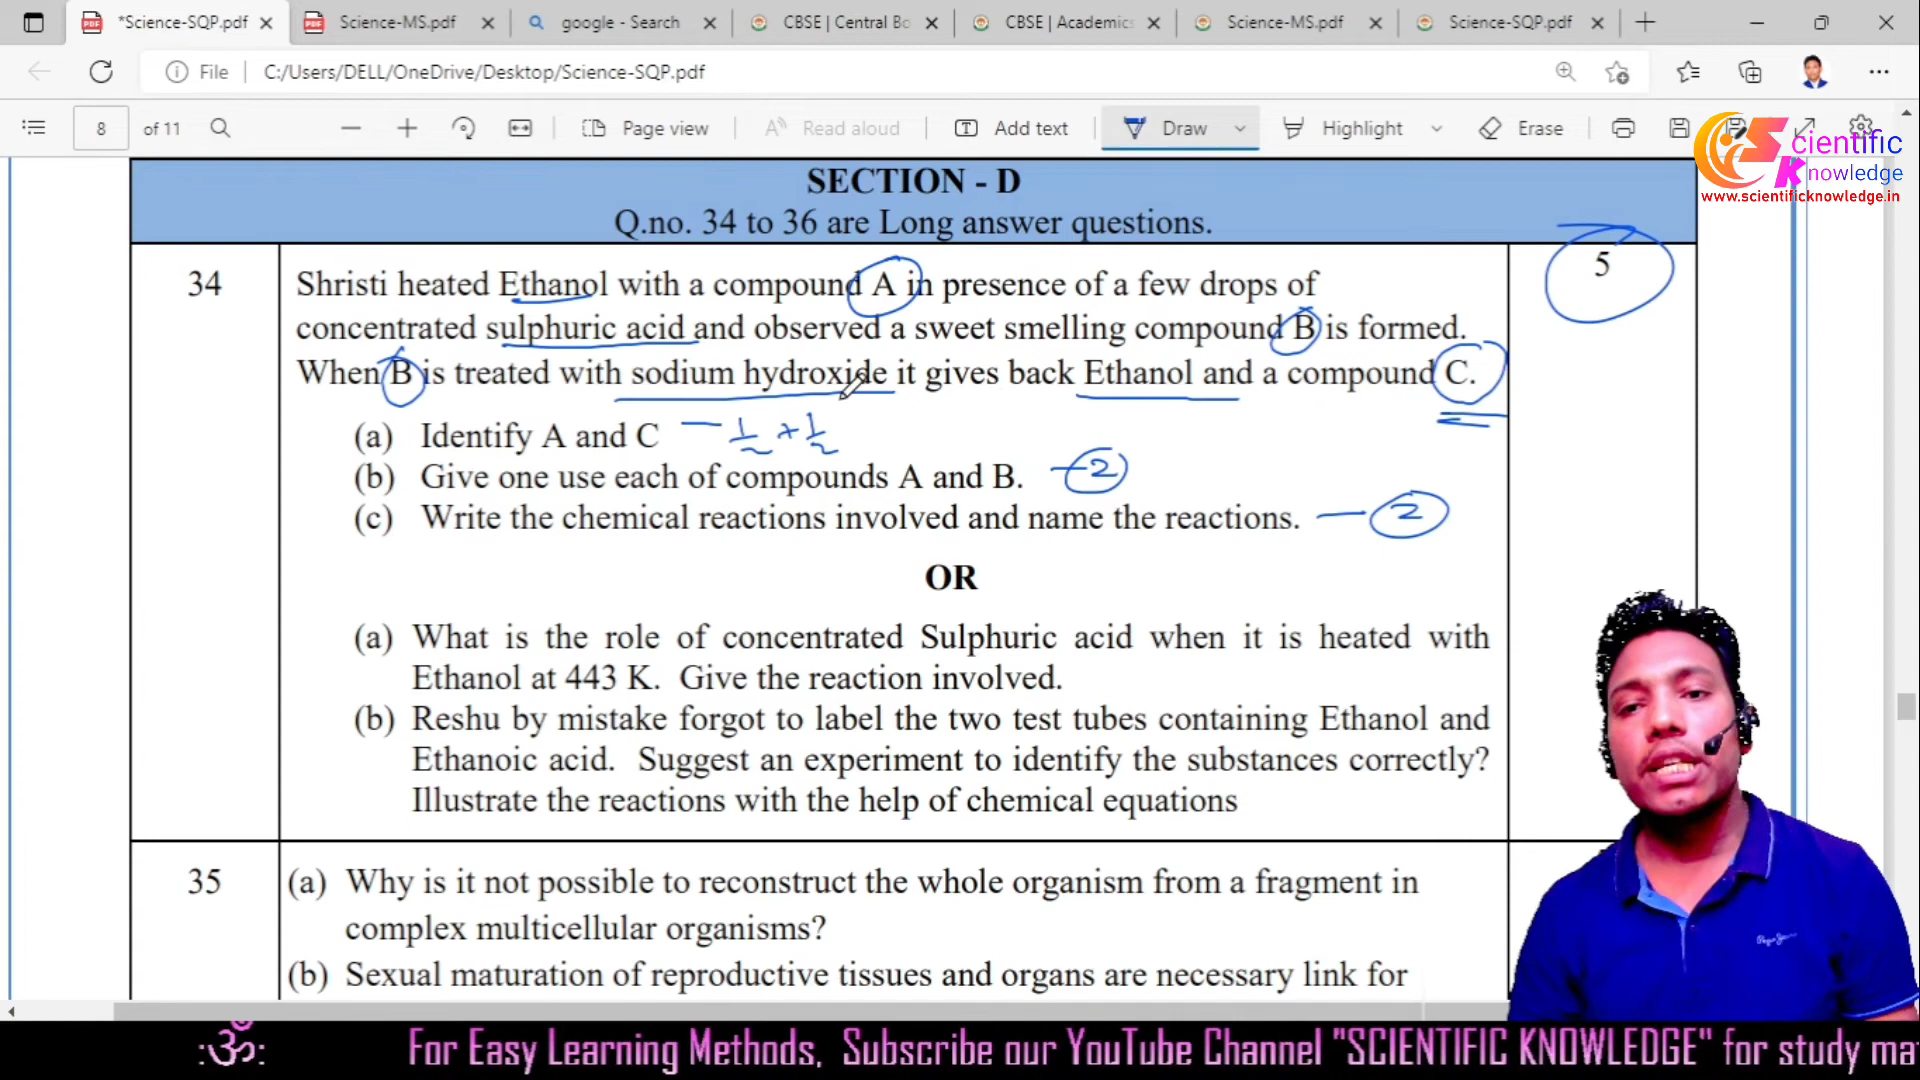 *Science-SQP.pdf
Science-MS.pdf
google - Search
CBSE | Central Bo
CBSE | Academics
Science-MS.pdf
Science-SQP.pdf
File
C:/Users/DELL/OneDrive/Desktop/Science-SQP.pdf
8 of 11
Page view
Read aloud
Add text
Draw
Highlight
Erase
Scientific
Knowledge
www.scientificknowledge.in
SECTION - D
Q.no. 34 to 36 are Long answer questions.
34
Shristi heated Ethanol with a compound A in presence of a few drops of
concentrated sulphuric acid and observed a sweet smelling compound B is formed.
When B is treated with sodium hydroxide it gives back Ethanol and a compound C.
5
(a) Identify A and C – 1/2 + 1/2
(b) Give one use each of compounds A and B. – 2
(c) Write the chemical reactions involved and name the reactions. – 2
OR
(a) What is the role of concentrated Sulphuric acid when it is heated with
Ethanol at 443 K. Give the reaction involved.
(b) Reshu by mistake forgot to label the two test tubes containing Ethanol and
Ethanoic acid. Suggest an experiment to identify the substances correctly?
Illustrate the reactions with the help of chemical equations
35
(a) Why is it not possible to reconstruct the whole organism from a fragment in
complex multicellular organisms?
(b) Sexual maturation of reproductive tissues and organs are necessary link for
:ॐ:
For Easy Learning Methods, Subscribe our YouTube Channel "SCIENTIFIC KNOWLEDGE" for study ma